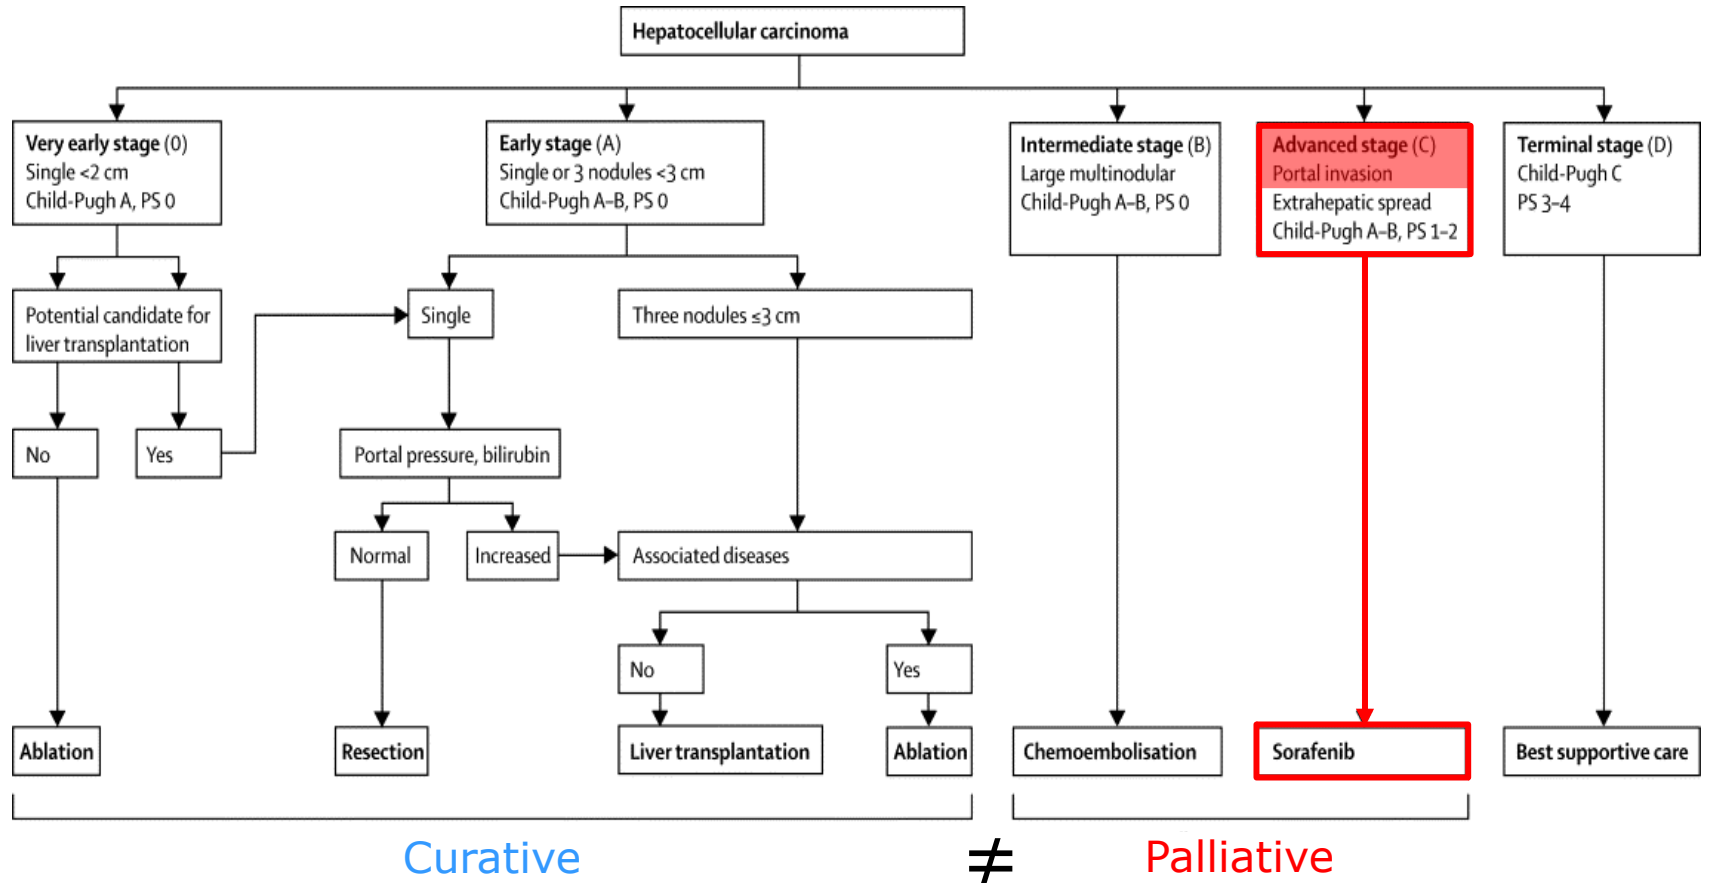 Hepatocellular carcinoma
Very early stage (0)
Single <2 cm
Child-Pugh A, PS 0
Early stage (A)
Single or 3 nodules <3 cm
Child-Pugh A–B, PS 0
Intermediate stage (B)
Large multinodular
Child-Pugh A–B, PS 0
Advanced stage (C)
Portal invasion
Extrahepatic spread
Child-Pugh A–B, PS 1–2
Terminal stage (D)
Child-Pugh C
PS 3–4
Potential candidate for
liver transplantation
Single
Three nodules ≤3 cm
No
Yes
Portal pressure, bilirubin
Normal
Increased
Associated diseases
No
Yes
Ablation
Resection
Liver transplantation
Ablation
Chemoembolisation
Sorafenib
Best supportive care
Curative
≠
Palliative